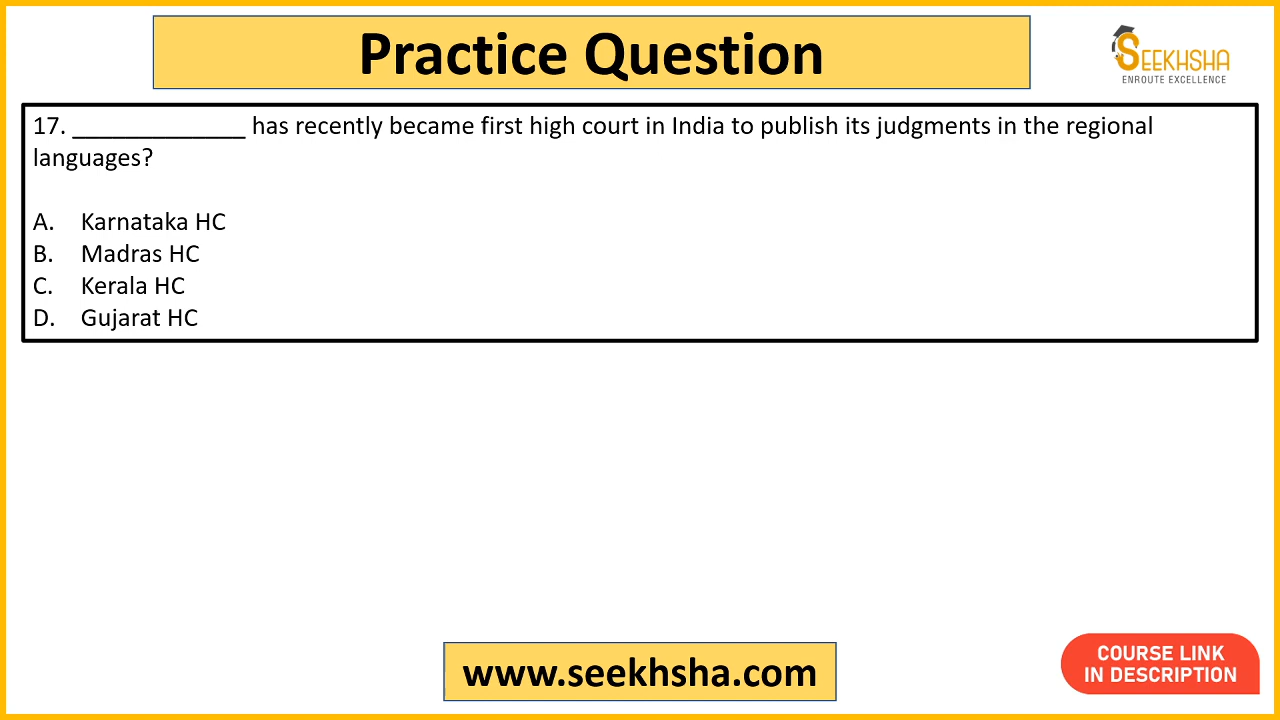 Practice Question
SEEKHSHA
ENROUTE EXCELLENCE
17. _____________ has recently became first high court in India to publish its judgments in the regional
languages?
A. Karnataka HC
B. Madras HC
C. Kerala HC
D. Gujarat HC
www.seekhsha.com
COURSE LINK
IN DESCRIPTION